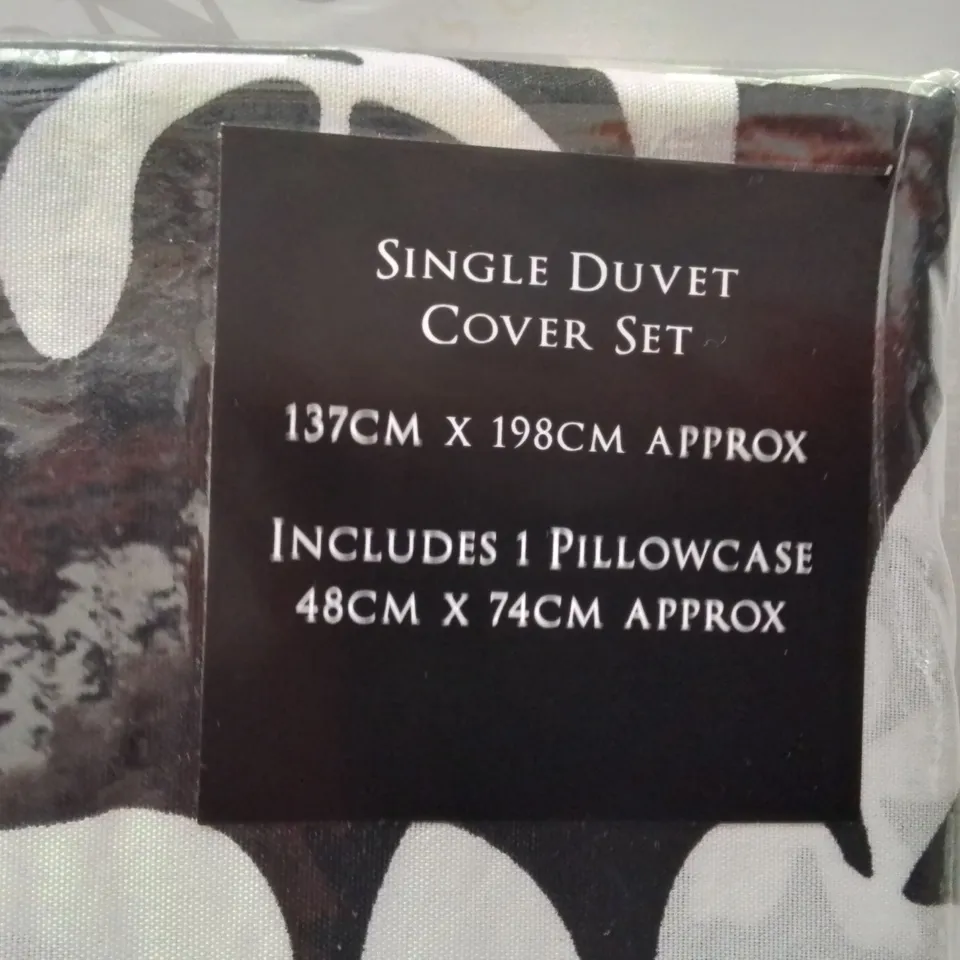 Single Duvet
Cover Set
137cm x 198cm approx
Includes 1 Pillowcase
48cm x 74cm approx